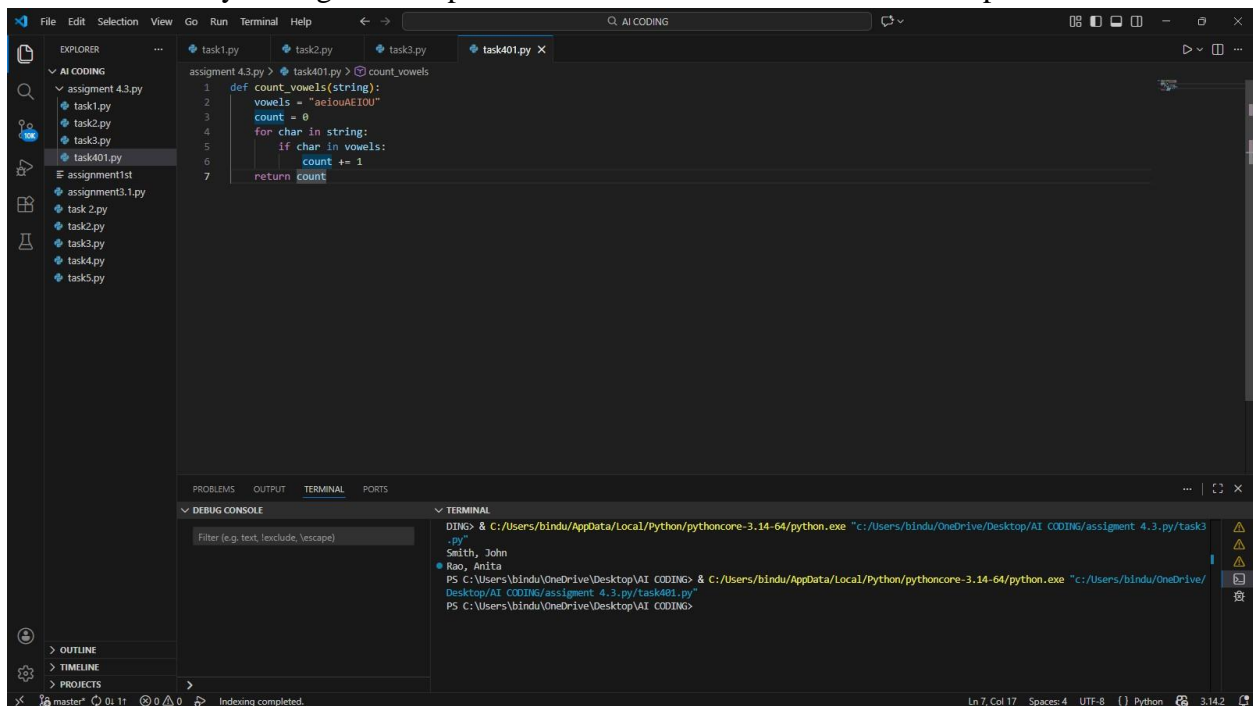 File Edit Selection View Go Run Terminal Help
AI CODING
EXPLORER
AI CODING
assigment 4.3.py
task1.py
task2.py
task3.py
task401.py
assignment1st
assignment3.1.py
task 2.py
task2.py
task3.py
task4.py
task5.py
OUTLINE
TIMELINE
PROJECTS
10K
task1.py task2.py task3.py task401.py
assigment 4.3.py > task401.py > count_vowels
1 def count_vowels(string):
2 vowels = "aeiouAEIOU"
3 count = 0
4 for char in string:
5 if char in vowels:
6 count += 1
7 return count
PROBLEMS OUTPUT TERMINAL PORTS
DEBUG CONSOLE
Filter (e.g. text, !exclude, \escape)
TERMINAL
DING> & C:/Users/bindu/AppData/Local/Python/pythoncore-3.14-64/python.exe "c:/Users/bindu/OneDrive/Desktop/AI CODING/assigment 4.3.py/task3
.py"
Smith, John
Rao, Anita
PS C:\Users\bindu\OneDrive\Desktop\AI CODING> & C:/Users/bindu/AppData/Local/Python/pythoncore-3.14-64/python.exe "c:/Users/bindu/OneDrive/
Desktop/AI CODING/assigment 4.3.py/task401.py"
PS C:\Users\bindu\OneDrive\Desktop\AI CODING>
master* 0↓ 1↑ 0 0 Indexing completed. Ln 7, Col 17 Spaces: 4 UTF-8 {} Python 3.14.2